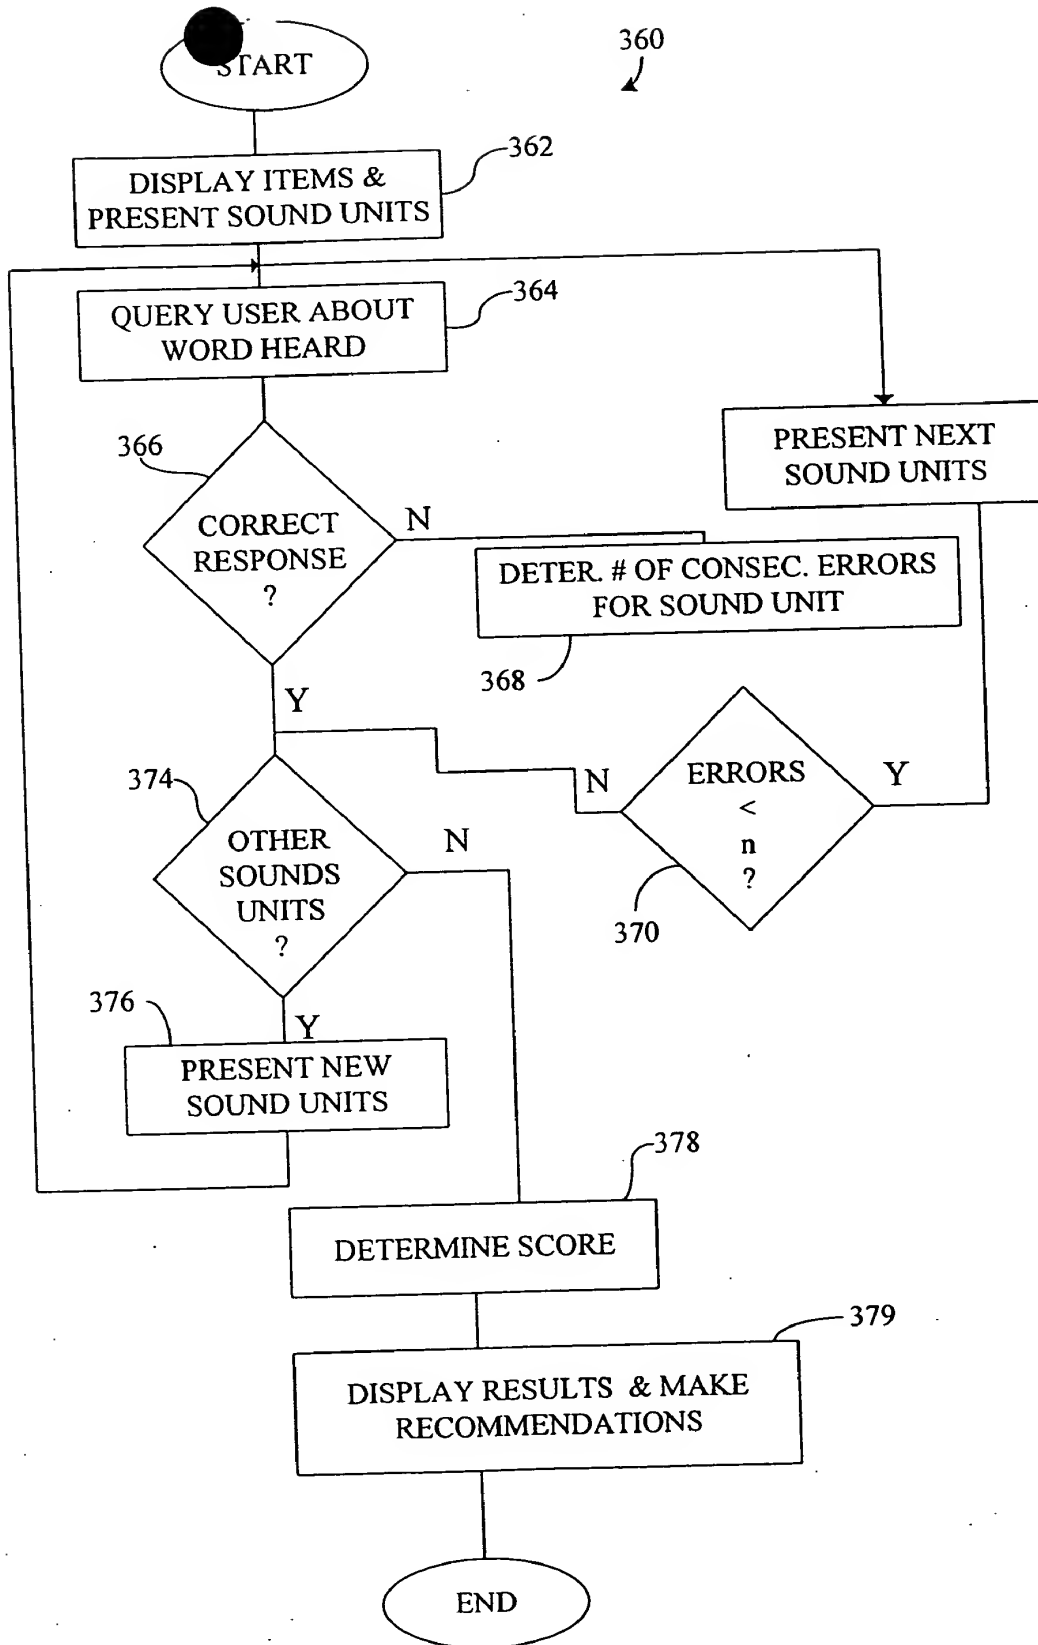 START
360
362
DISPLAY ITEMS &
PRESENT SOUND UNITS
364
QUERY USER ABOUT
WORD HEARD
PRESENT NEXT
SOUND UNITS
366
CORRECT
RESPONSE
?
N
DETER. # OF CONSEC. ERRORS
FOR SOUND UNIT
368
Y
374
OTHER
SOUNDS
UNITS
?
N
N
ERRORS
<
n
?
Y
370
376
Y
PRESENT NEW
SOUND UNITS
378
DETERMINE SCORE
379
DISPLAY RESULTS & MAKE
RECOMMENDATIONS
END